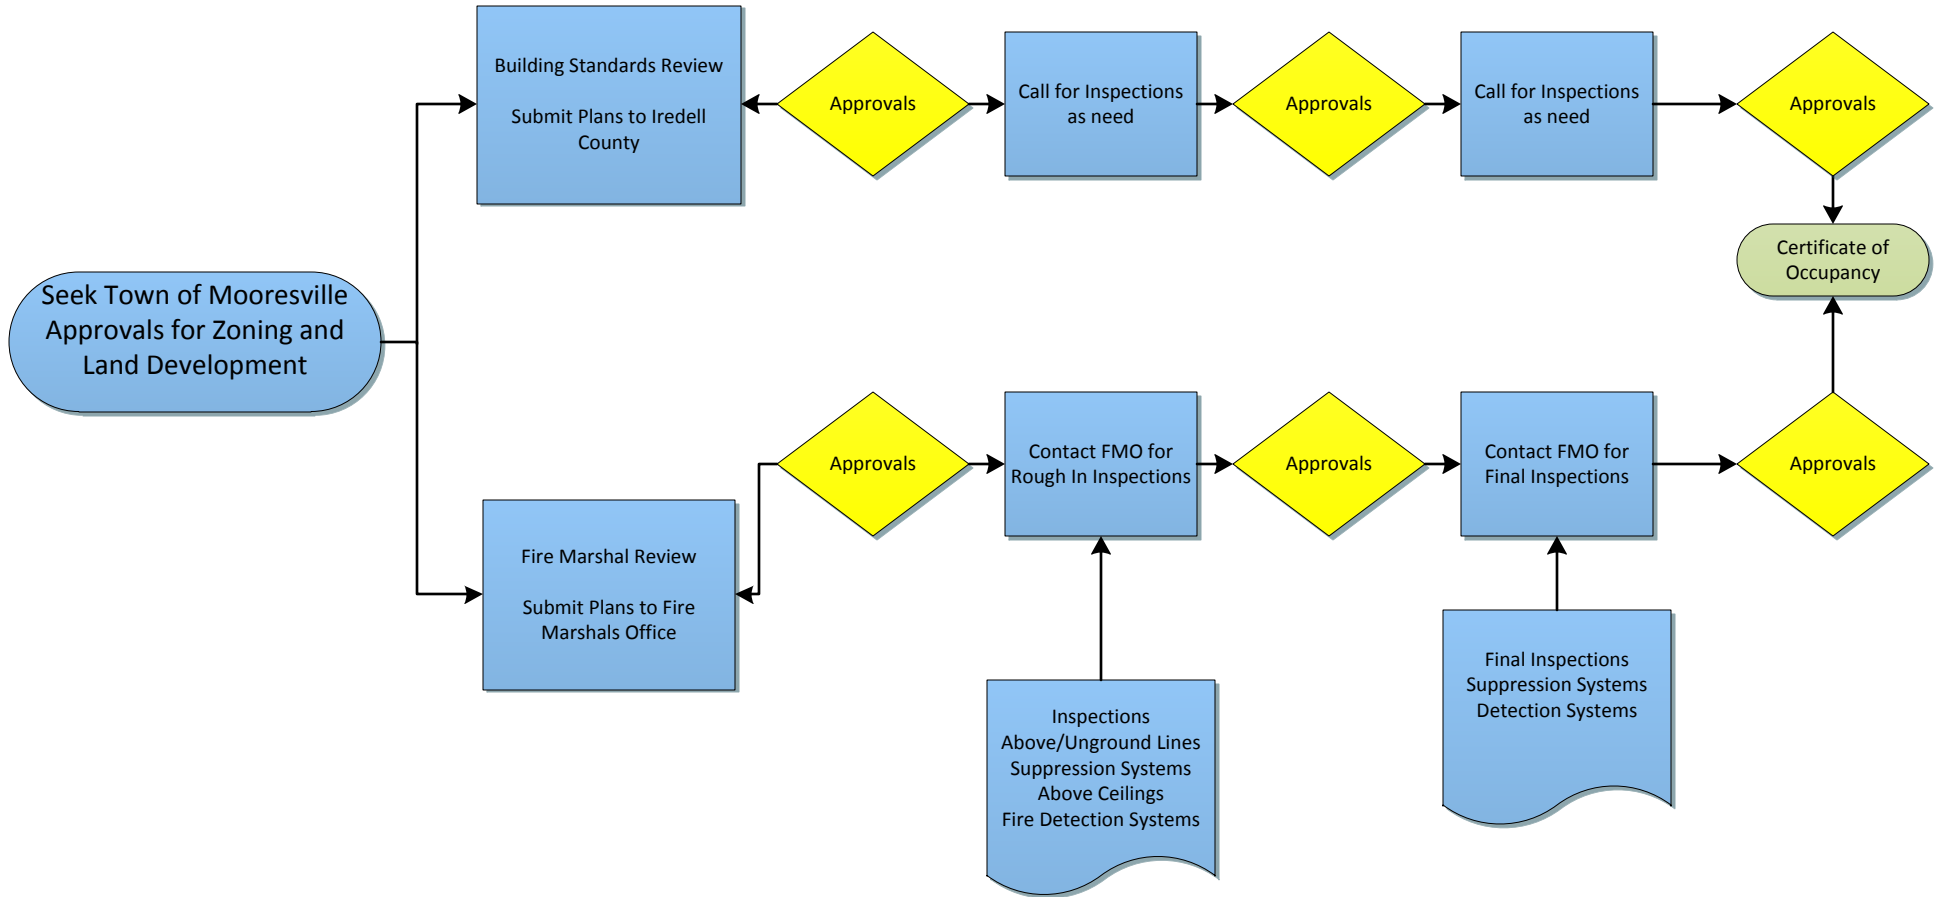 Building Standards Review
Submit Plans to Iredell
County
Approvals
Call for Inspections
as need
Approvals
Call for Inspections
as need
Approvals
Certificate of
Occupancy
Seek Town of Mooresville
Approvals for Zoning and
Land Development
Fire Marshal Review
Submit Plans to Fire
Marshals Office
Approvals
Contact FMO for
Rough In Inspections
Approvals
Contact FMO for
Final Inspections
Approvals
Inspections
Above/Unground Lines
Suppression Systems
Above Ceilings
Fire Detection Systems
Final Inspections
Suppression Systems
Detection Systems